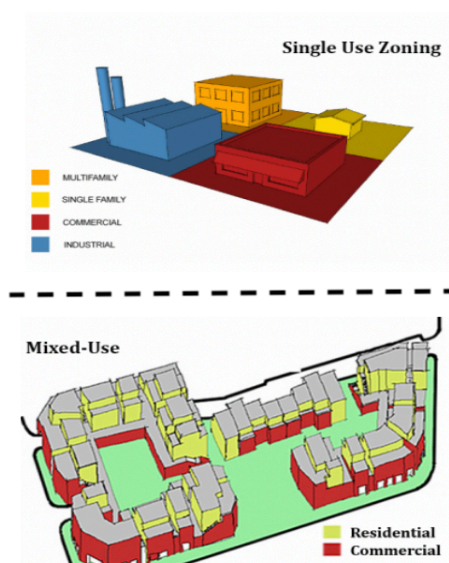 Single Use Zoning
MULTIFAMILY
SINGLE FAMILY
COMMERCIAL
INDUSTRIAL
Mixed-Use
Residential
Commercial